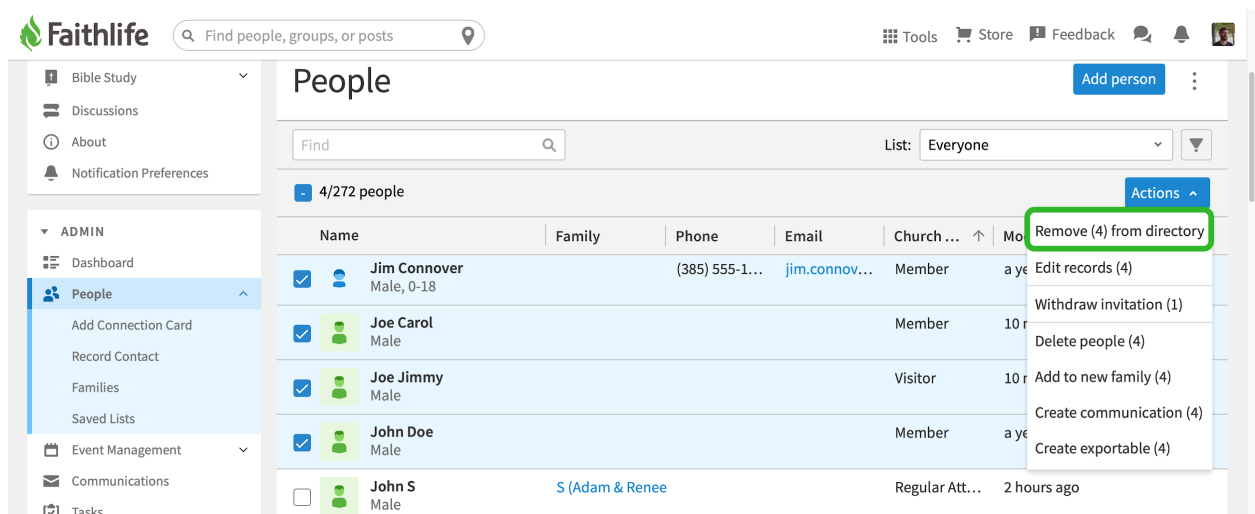 Faithlife
Find people, groups, or posts
Tools
Store
Feedback
Bible Study
Discussions
About
Notification Preferences
ADMIN
Dashboard
People
Add Connection Card
Record Contact
Families
Saved Lists
Event Management
Communications
Tasks
People
Add person
Find
List: Everyone
4/272 people
Actions
Remove (4) from directory
Edit records (4)
Withdraw invitation (1)
Delete people (4)
Add to new family (4)
Create communication (4)
Create exportable (4)
Name Family Phone Email Church ...
Jim Connover (385) 555-1... jim.connov... Member a ye
Male, 0-18
Joe Carol Member 10
Male
Joe Jimmy Visitor 10
Male
John Doe Member a ye
Male
John S S (Adam & Renee Regular Att... 2 hours ago
Male